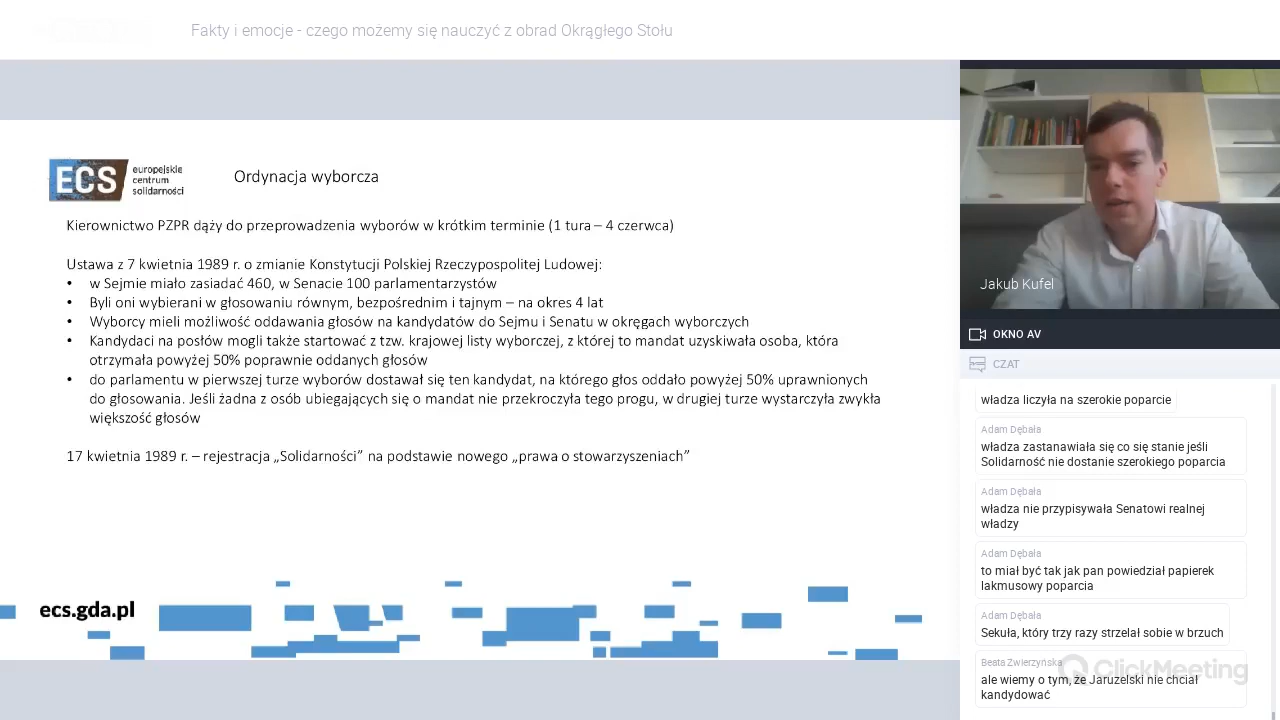 Fakty i emocje - czego możemy się nauczyć z obrad Okrągłego Stołu
ECS
europejskie
centrum
solidarności
Ordynacja wyborcza
Kierownictwo PZPR dąży do przeprowadzenia wyborów w krótkim terminie (1 tura – 4 czerwca)
Ustawa z 7 kwietnia 1989 r. o zmianie Konstytucji Polskiej Rzeczypospolitej Ludowej:
• w Sejmie miało zasiadać 460, w Senacie 100 parlamentarzystów
• Byli oni wybierani w głosowaniu równym, bezpośrednim i tajnym – na okres 4 lat
• Wyborcy mieli możliwość oddawania głosów na kandydatów do Sejmu i Senatu w okręgach wyborczych
• Kandydaci na posłów mogli także startować z tzw. krajowej listy wyborczej, z której to mandat uzyskiwała osoba, która
otrzymała powyżej 50% poprawnie oddanych głosów
• do parlamentu w pierwszej turze wyborów dostawał się ten kandydat, na którego głos oddało powyżej 50% uprawnionych
do głosowania. Jeśli żadna z osób ubiegających się o mandat nie przekroczyła tego progu, w drugiej turze wystarczyła zwykła
większość głosów
17 kwietnia 1989 r. – rejestracja „Solidarności” na podstawie nowego „prawa o stowarzyszeniach”
ecs.gda.pl
Jakub Kufel
OKNO AV
CZAT
władza liczyła na szerokie poparcie
Adam Dębała
władza zastanawiała się co się stanie jeśli
Solidarność nie dostanie szerokiego poparcia
Adam Dębała
władza nie przypisywała Senatowi realnej
władzy
Adam Dębała
to miał być tak jak pan powiedział papierek
lakmusowy poparcia
Adam Dębała
Sekuła, który trzy razy strzelał sobie w brzuch
Beata Zwierzyńska
ale wiemy o tym, że Jaruzelski nie chciał
kandydować
ClickMeeting